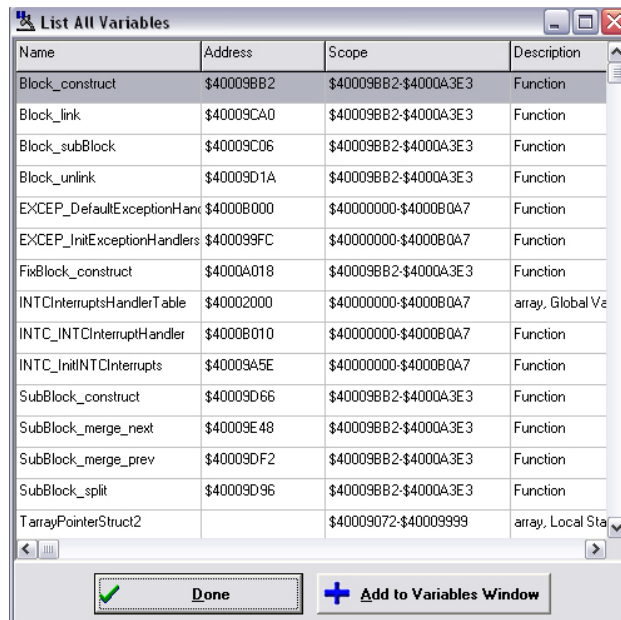 List All Variables
Name Address Scope Description
Block_construct $40009BB2 $40009BB2-$4000A3E3 Function
Block_link $40009CA0 $40009BB2-$4000A3E3 Function
Block_subBlock $40009C06 $40009BB2-$4000A3E3 Function
Block_unlink $40009D1A $40009BB2-$4000A3E3 Function
EXCEP_DefaultExceptionHan $4000B000 $40000000-$4000B0A7 Function
EXCEP_InitExceptionHandlers $400099FC $40000000-$4000B0A7 Function
FixBlock_construct $4000A018 $40009BB2-$4000A3E3 Function
INTCInterruptsHandlerTable $40002000 $40000000-$4000B0A7 array, Global Va
INTC_INTCInterruptHandler $4000B010 $40000000-$4000B0A7 Function
INTC_InitINTCInterrupts $40009A5E $40000000-$4000B0A7 Function
SubBlock_construct $40009D66 $40009BB2-$4000A3E3 Function
SubBlock_merge_next $40009E48 $40009BB2-$4000A3E3 Function
SubBlock_merge_prev $40009DF2 $40009BB2-$4000A3E3 Function
SubBlock_split $40009D96 $40009BB2-$4000A3E3 Function
TarrayPointerStruct2 $40009072-$40009999 array, Local Sta
Done Add to Variables Window